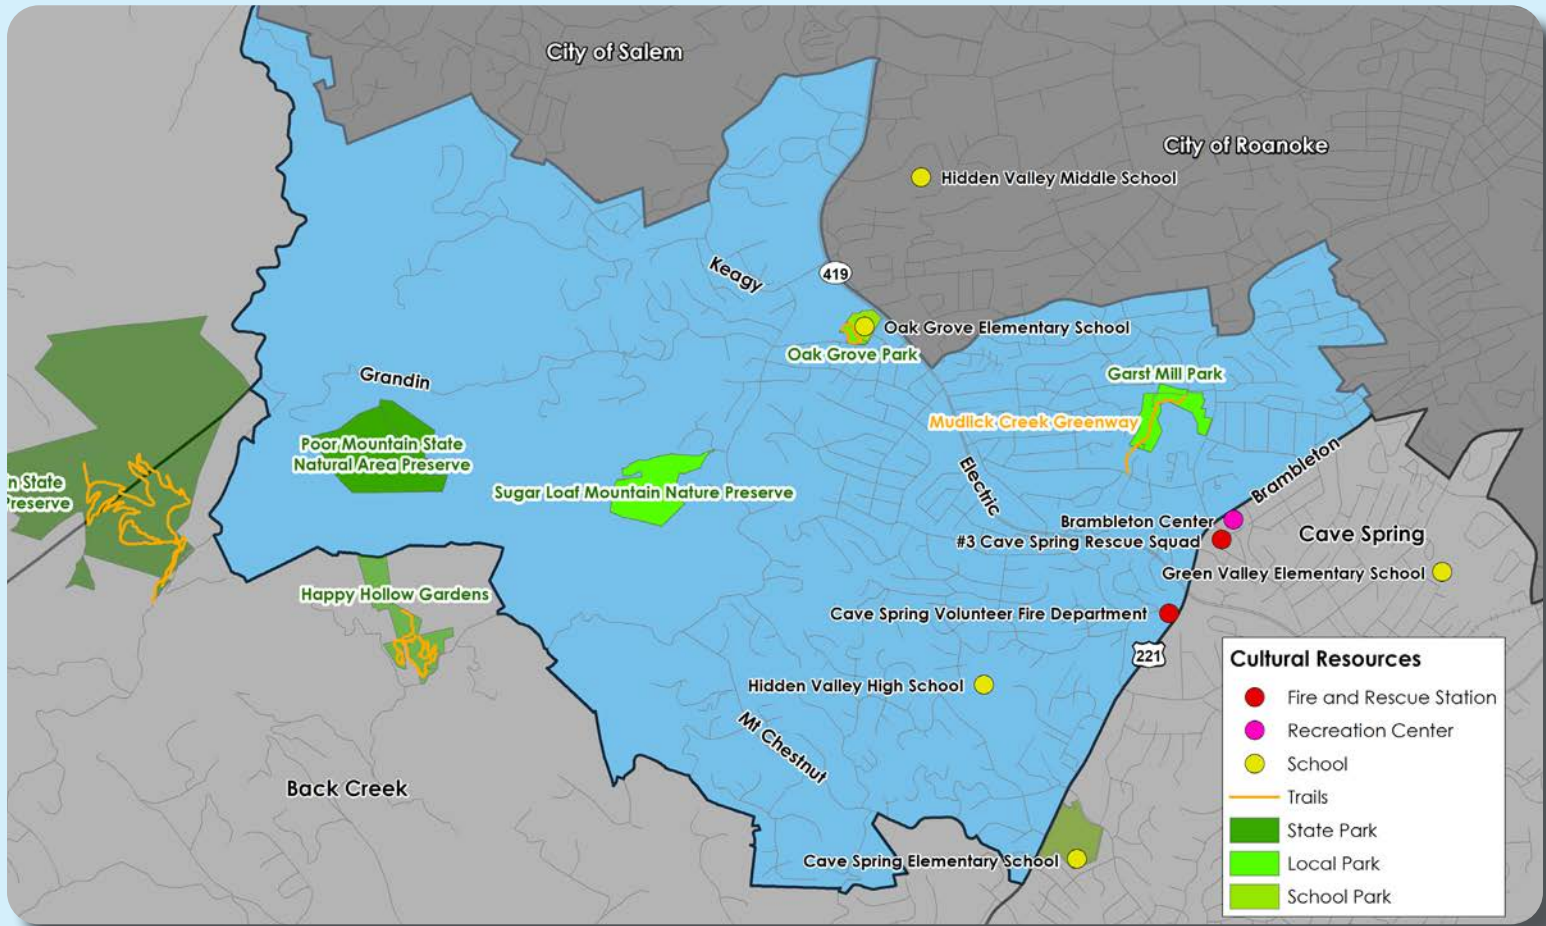 City of Salem
City of Roanoke
Hidden Valley Middle School
Keagy
419
Oak Grove Elementary School
Oak Grove Park
Grandin
Garst Mill Park
Mudlick Creek Greenway
Poor Mountain State
Natural Area Preserve
n State
Preserve
Sugar Loaf Mountain Nature Preserve
Electric
Brambleton
Brambleton Center
#3 Cave Spring Rescue Squad
Cave Spring
Green Valley Elementary School
Happy Hollow Gardens
Cave Spring Volunteer Fire Department
221
Hidden Valley High School
Mt Chestnut
Back Creek
Cave Spring Elementary School
Cultural Resources
Fire and Rescue Station
Recreation Center
School
Trails
State Park
Local Park
School Park